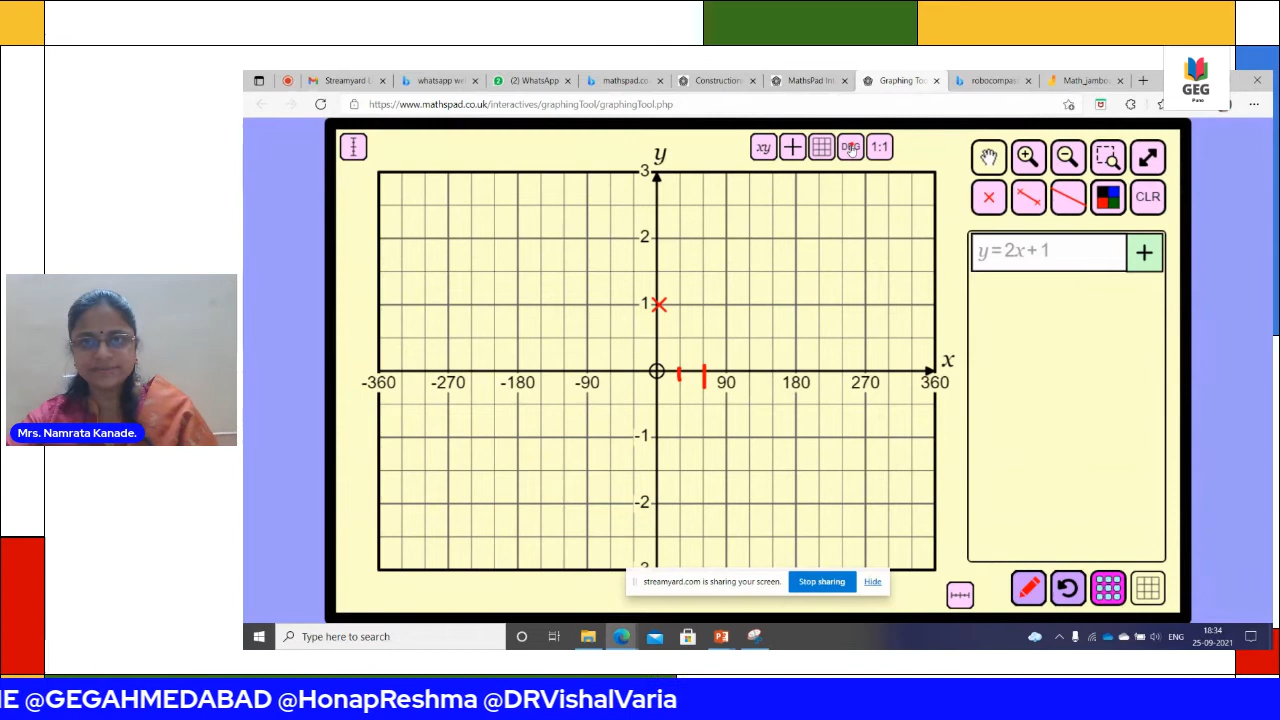 GEG
Pune
Streamyard L
whatsapp we
(2) WhatsApp
mathspad.co.
Construction
MathsPad Int
Graphing Too
robocompas
Math_jambo
https://www.mathspad.co.uk/interactives/graphingTool/graphingTool.php
xy
DEG
1:1
y
3
2
1
-360 -270 -180 -90 90 180 270 360
x
-1
-2
CLR
y=2x+1
streamyard.com is sharing your screen.
Stop sharing
Hide
Mrs. Namrata Kanade.
Type here to search
ENG
18:34
25-09-2021
E @GEGAHMEDABAD @HonapReshma @DRVishalVaria